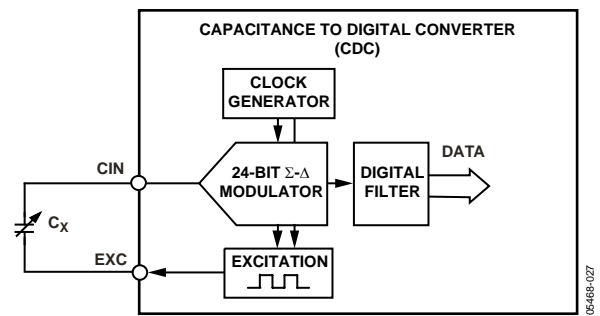 CAPACITANCE TO DIGITAL CONVERTER
(CDC)
CLOCK
GENERATOR
CIN
24-BIT Σ-Δ
MODULATOR
DIGITAL
FILTER
DATA
CX
EXC
EXCITATION
05468-027